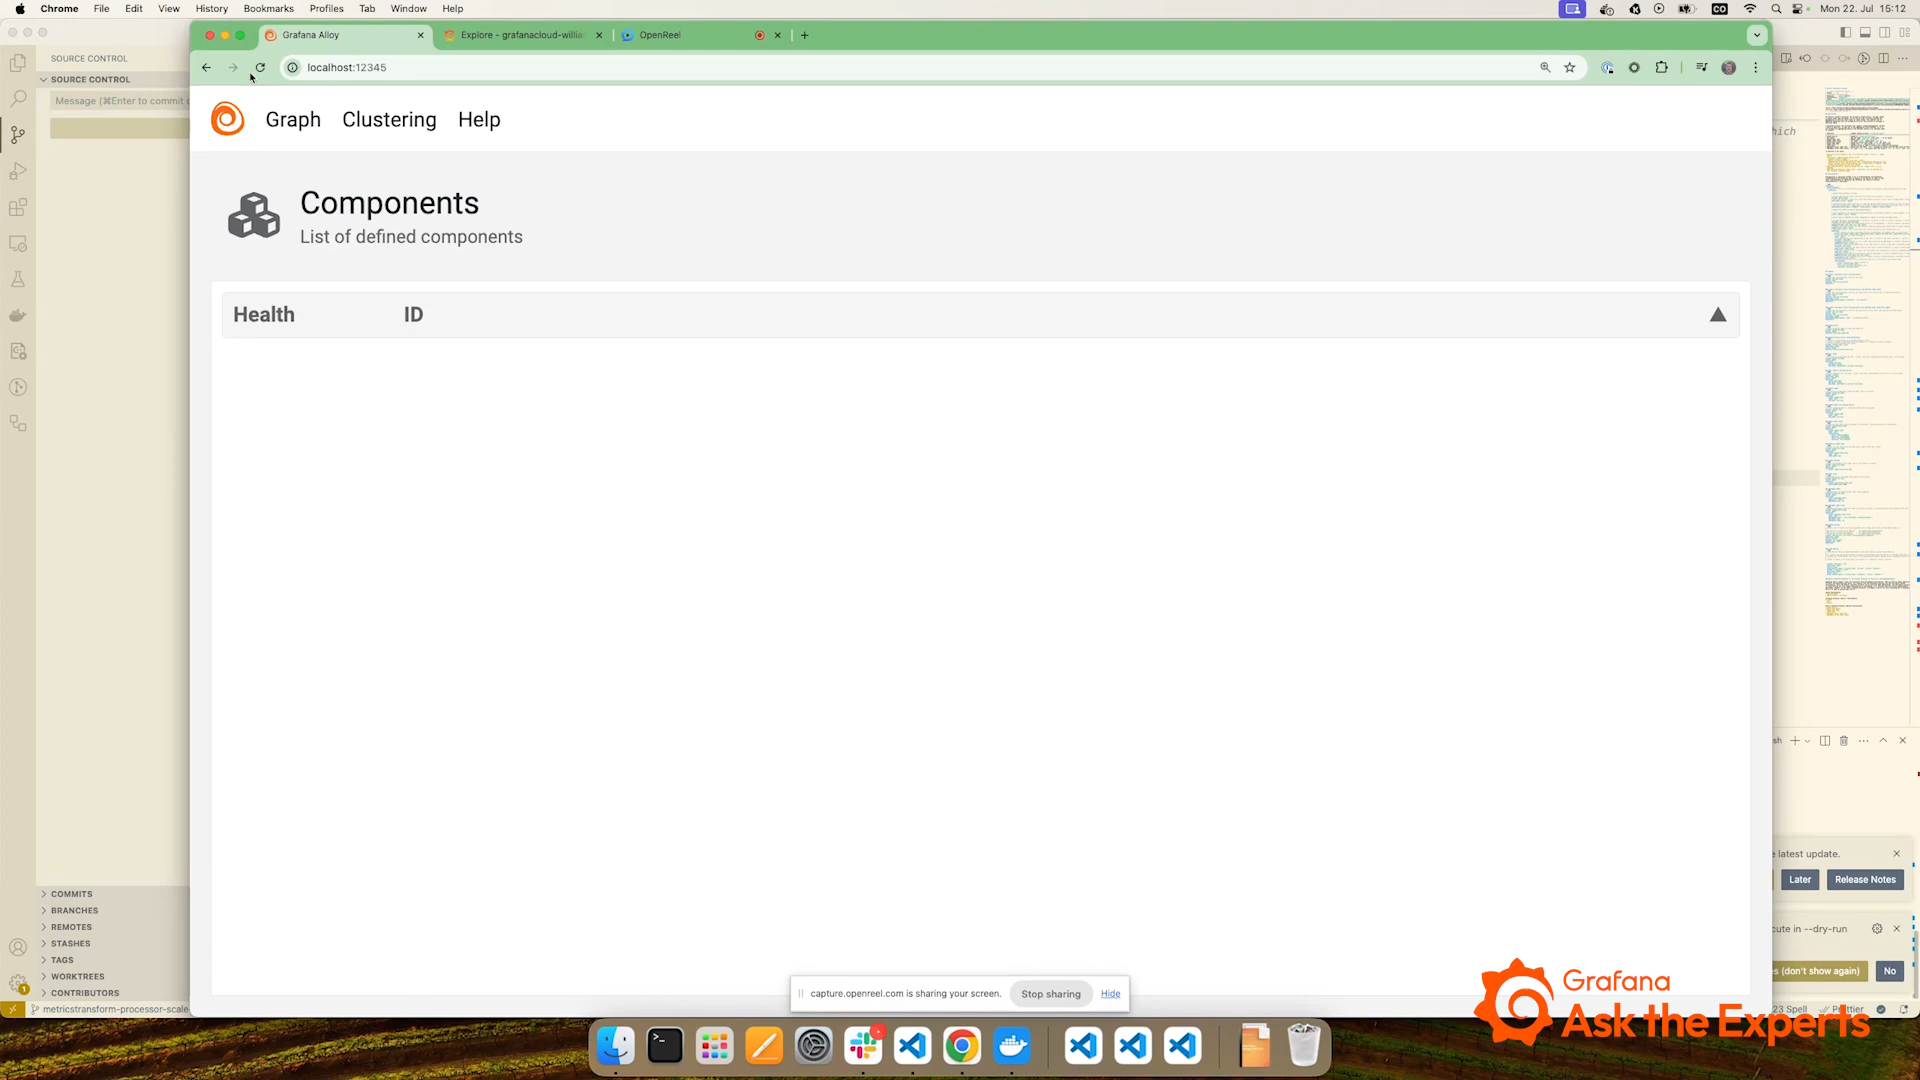 Chrome File Edit View History Bookmarks Profiles Tab Window Help
Mon 22. Jul 15:12
SOURCE CONTROL
SOURCE CONTROL
Message (⌘Enter to commit
Grafana Alloy
Explore - grafanacloud-willia
OpenReel
localhost:12345
Graph Clustering Help
Components
List of defined components
Health ID
hich
sh
e latest update.
Later
Release Notes
cute in --dry-run
s (don't show again)
No
COMMITS
BRANCHES
REMOTES
STASHES
TAGS
WORKTREES
CONTRIBUTORS
metricstransform-processor-scale
23 Spell
Prettier
capture.openreel.com is sharing your screen.
Stop sharing
Hide
Grafana
Ask the Experts